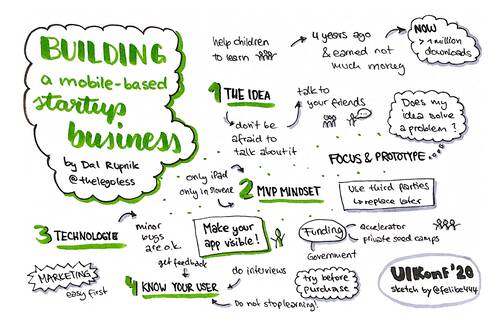 BUILDING
a mobile-based
startup
business
by Dal Rupnik
@thelegoless
help children
to learn
4 years ago
& earned not
much money
NOW
> 1 million
downloads
1 THE IDEA
talk to
your friends
don't be
afraid to
talk about it
Does my
idea solve
a problem?
FOCUS & PROTOTYPE
only iPad
only in Slovene
2 MVP MINDSET
Use third parties
replace later
3 TECHNOLOGIE
minor
bugs
are o.k.
Make your
app visible!
Funding
accelerator
private seed camps
Government
MARKETING
easy first
get feedback
4 KNOW YOUR USER
do interviews
Do not stop learning!
try before
purchase
UIKonf '20
sketch by @felibe444